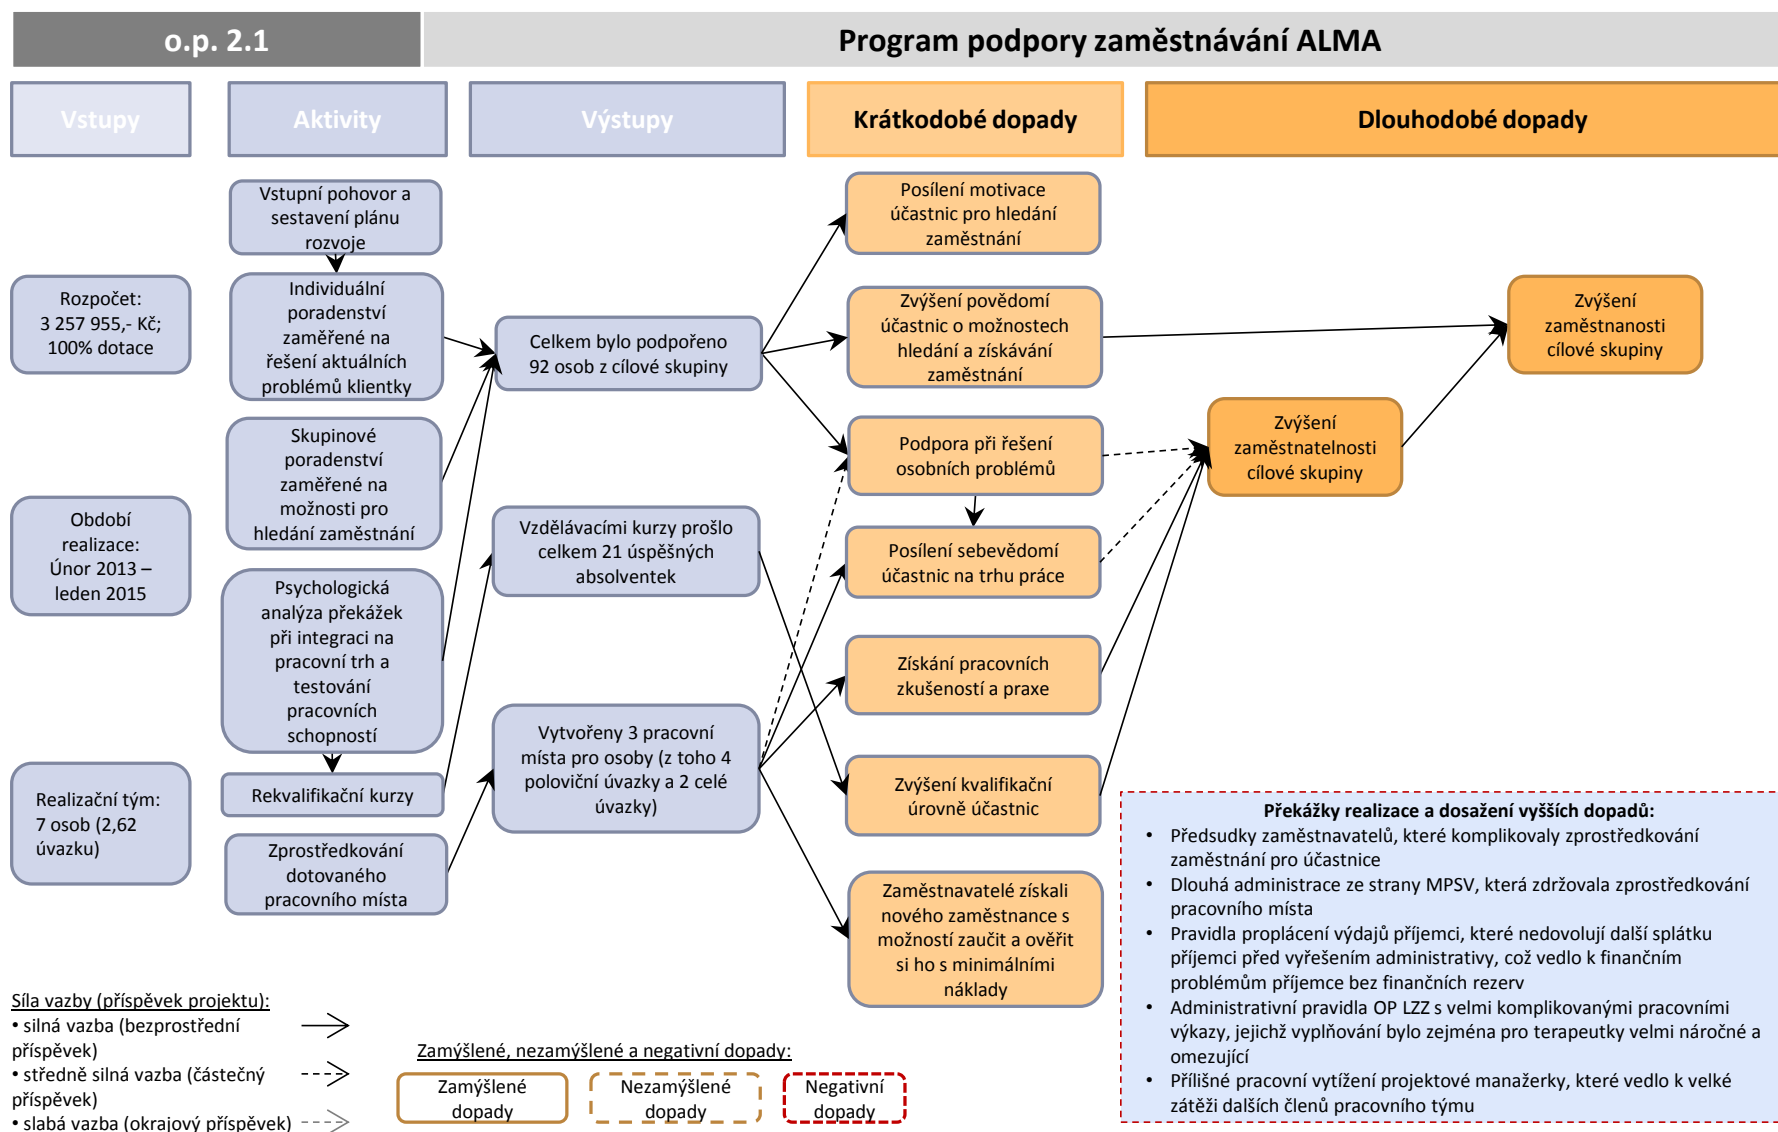 o.p. 2.1
Program podpory zaměstnávání ALMA
Vstupy
Aktivity
Výstupy
Krátkodobé dopady
Dlouhodobé dopady
Rozpočet:
3 257 955,- Kč;
100% dotace
Období
realizace:
Únor 2013 –
leden 2015
Realizační tým:
7 osob (2,62
úvazku)
Vstupní pohovor a
sestavení plánu
rozvoje
Individuální
poradenství
zaměřené na
řešení aktuálních
problémů klientky
Skupinové
poradenství
zaměřené na
možnosti pro
hledání zaměstnání
Psychologická
analýza překážek
při integraci na
pracovní trh a
testování
pracovních
schopností
Rekvalifikační kurzy
Zprostředkování
dotovaného
pracovního místa
Celkem bylo podpořeno
92 osob z cílové skupiny
Vzdělávacími kurzy prošlo
celkem 21 úspěšných
absolventek
Vytvořeny 3 pracovní
místa pro osoby (z toho 4
poloviční úvazky a 2 celé
úvazky)
Posílení motivace
účastnic pro hledání
zaměstnání
Zvýšení povědomí
účastnic o možnostech
hledání a získávání
zaměstnání
Podpora při řešení
osobních problémů
Posílení sebevědomí
účastnic na trhu práce
Získání pracovních
zkušeností a praxe
Zvýšení kvalifikační
úrovně účastnic
Zaměstnavatelé získali
nového zaměstnance s
možností zaučit a ověřit
si ho s minimálními
náklady
Zvýšení
zaměstnatelnosti
cílové skupiny
Zvýšení
zaměstnanosti
cílové skupiny
Překážky realizace a dosažení vyšších dopadů:
• Předsudky zaměstnavatelů, které komplikovaly zprostředkování
zaměstnání pro účastnice
• Dlouhá administrace ze strany MPSV, která zdržovala zprostředkování
pracovního místa
• Pravidla proplácení výdajů příjemci, které nedovolují další splátku
příjemci před vyřešením administrativy, což vedlo k finančním
problémům příjemce bez finančních rezerv
• Administrativní pravidla OP LZZ s velmi komplikovanými pracovními
výkazy, jejichž vyplňování bylo zejména pro terapeutky velmi náročné a
omezující
• Přílišné pracovní vytížení projektové manažerky, které vedlo k velké
zátěži dalších členů pracovního týmu
Síla vazby (příspěvek projektu):
• silná vazba (bezprostřední
příspěvek)
• středně silná vazba (částečný
příspěvek)
• slabá vazba (okrajový příspěvek)
Zamýšlené, nezamýšlené a negativní dopady:
Zamýšlené
dopady
Nezamýšlené
dopady
Negativní
dopady